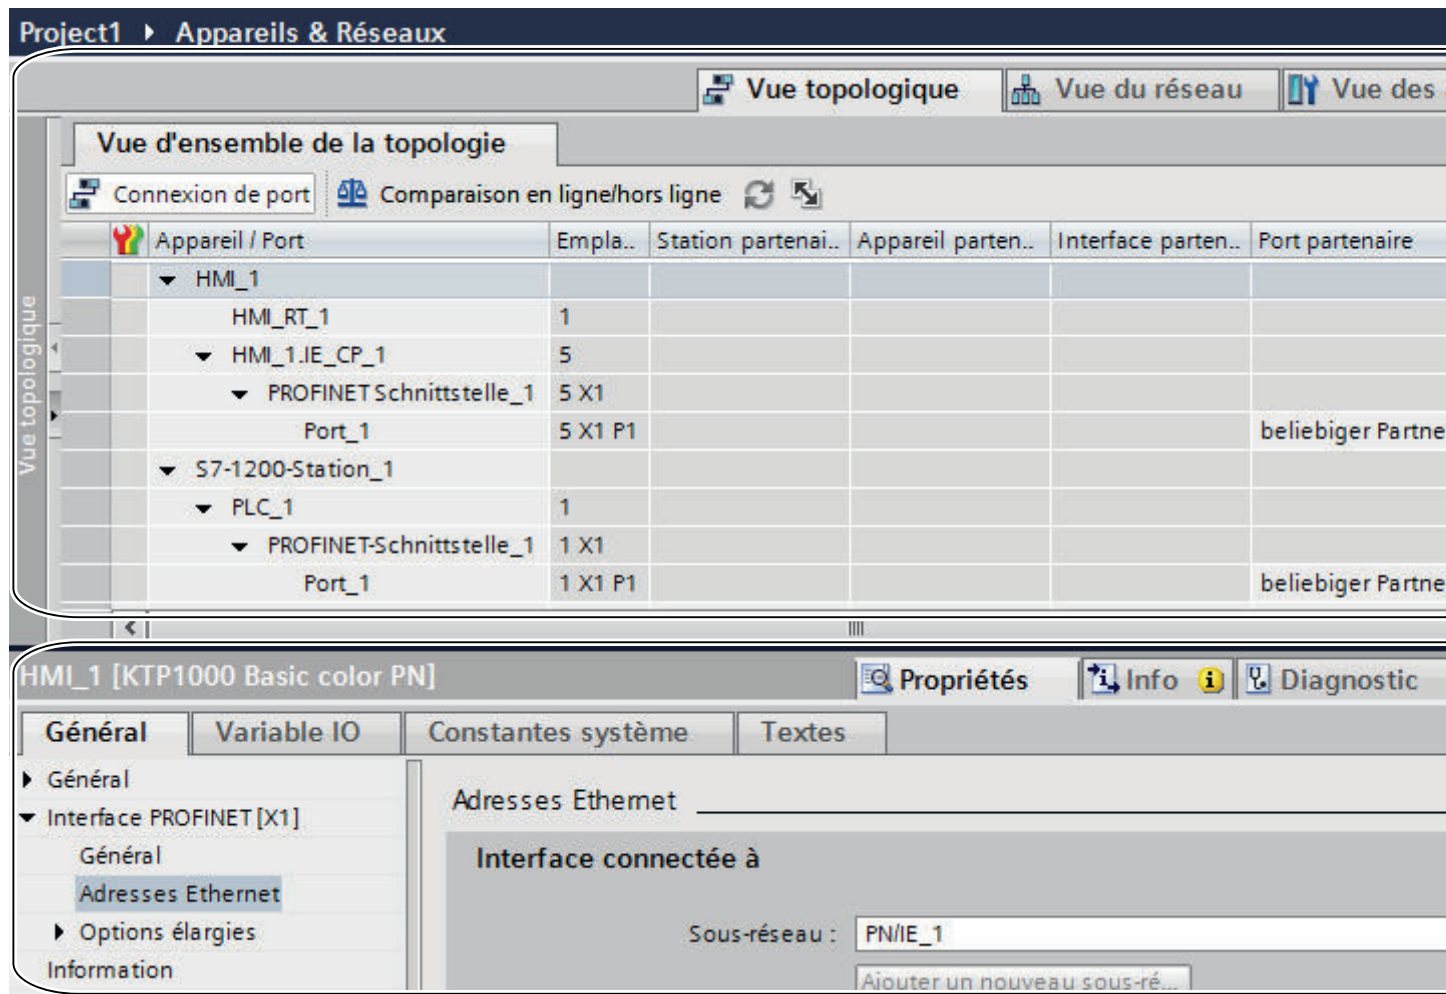 Project1 ▸ Appareils & Réseaux
Vue topologique Vue du réseau Vue des
Vue d'ensemble de la topologie
Connexion de port Comparaison en ligne/hors ligne
Appareil / Port Empla.. Station partenai.. Appareil parten.. Interface parten.. Port partenaire
HMI_1
HMI_RT_1 1
HMI_1.IE_CP_1 5
PROFINET Schnittstelle_1 5 X1
Port_1 5 X1 P1 beliebiger Partne
S7-1200-Station_1
PLC_1 1
PROFINET-Schnittstelle_1 1 X1
Port_1 1 X1 P1 beliebiger Partne
Vue topologique
HMI_1 [KTP1000 Basic color PN] Propriétés Info Diagnostic
Général Variable IO Constantes système Textes
Général
Interface PROFINET [X1]
Général
Adresses Ethernet
Options élargies
Information
Adresses Ethernet
Interface connectée à
Sous-réseau : PN/IE_1
Ajouter un nouveau sous-ré...